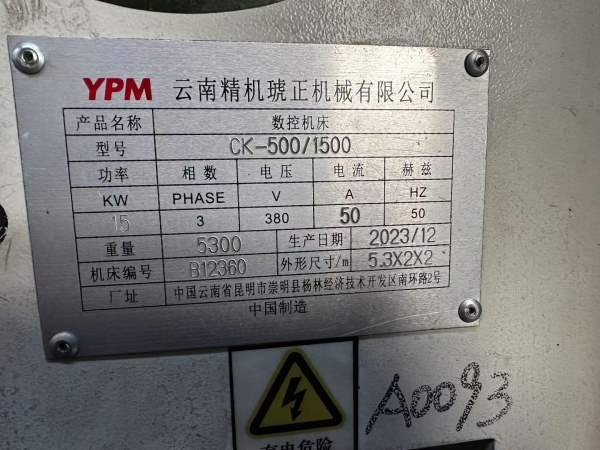 YPM 云南精机琥正机械有限公司
产品名称 数控机床
型号 CK-500/1500
功率 相数 电压 电流 赫兹
KW PHASE V A HZ
15 3 380 50 50
重量 5300 生产日期 2023/12
机床编号 B12360 外形尺寸/m 5.3X2X2
厂址 中国云南省昆明市崇明县杨林经济技术开发区南环路2号
中国制造
A0093
有电危险